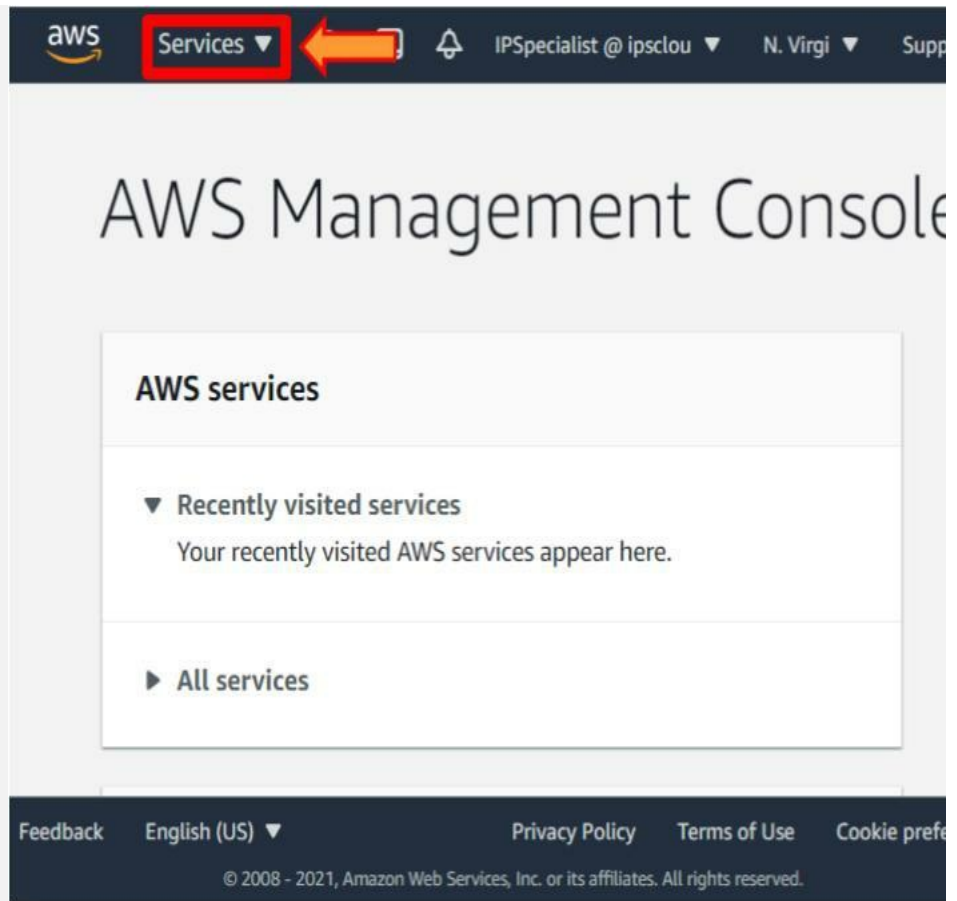 aws Services ▼ IPSpecialist @ ipsclou ▼ N. Virgi ▼ Supp
AWS Management Console
AWS services
▼ Recently visited services
Your recently visited AWS services appear here.
▶ All services
Feedback English (US) ▼ Privacy Policy Terms of Use Cookie prefe
© 2008 - 2021, Amazon Web Services, Inc. or its affiliates. All rights reserved.